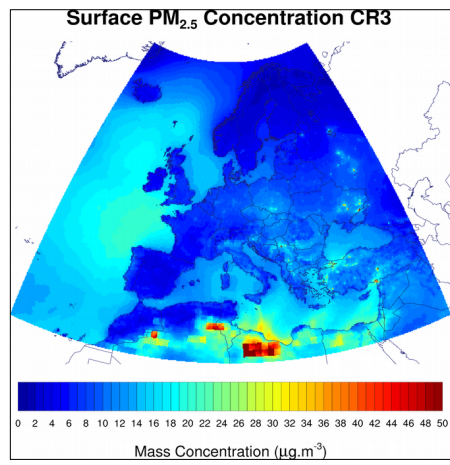 Surface PM2.5 Concentration CR3
0 2 4 6 8 10 12 14 16 18 20 22 24 26 28 30 32 34 36 38 40 42 44 46 48 50
Mass Concentration (µg.m-3)